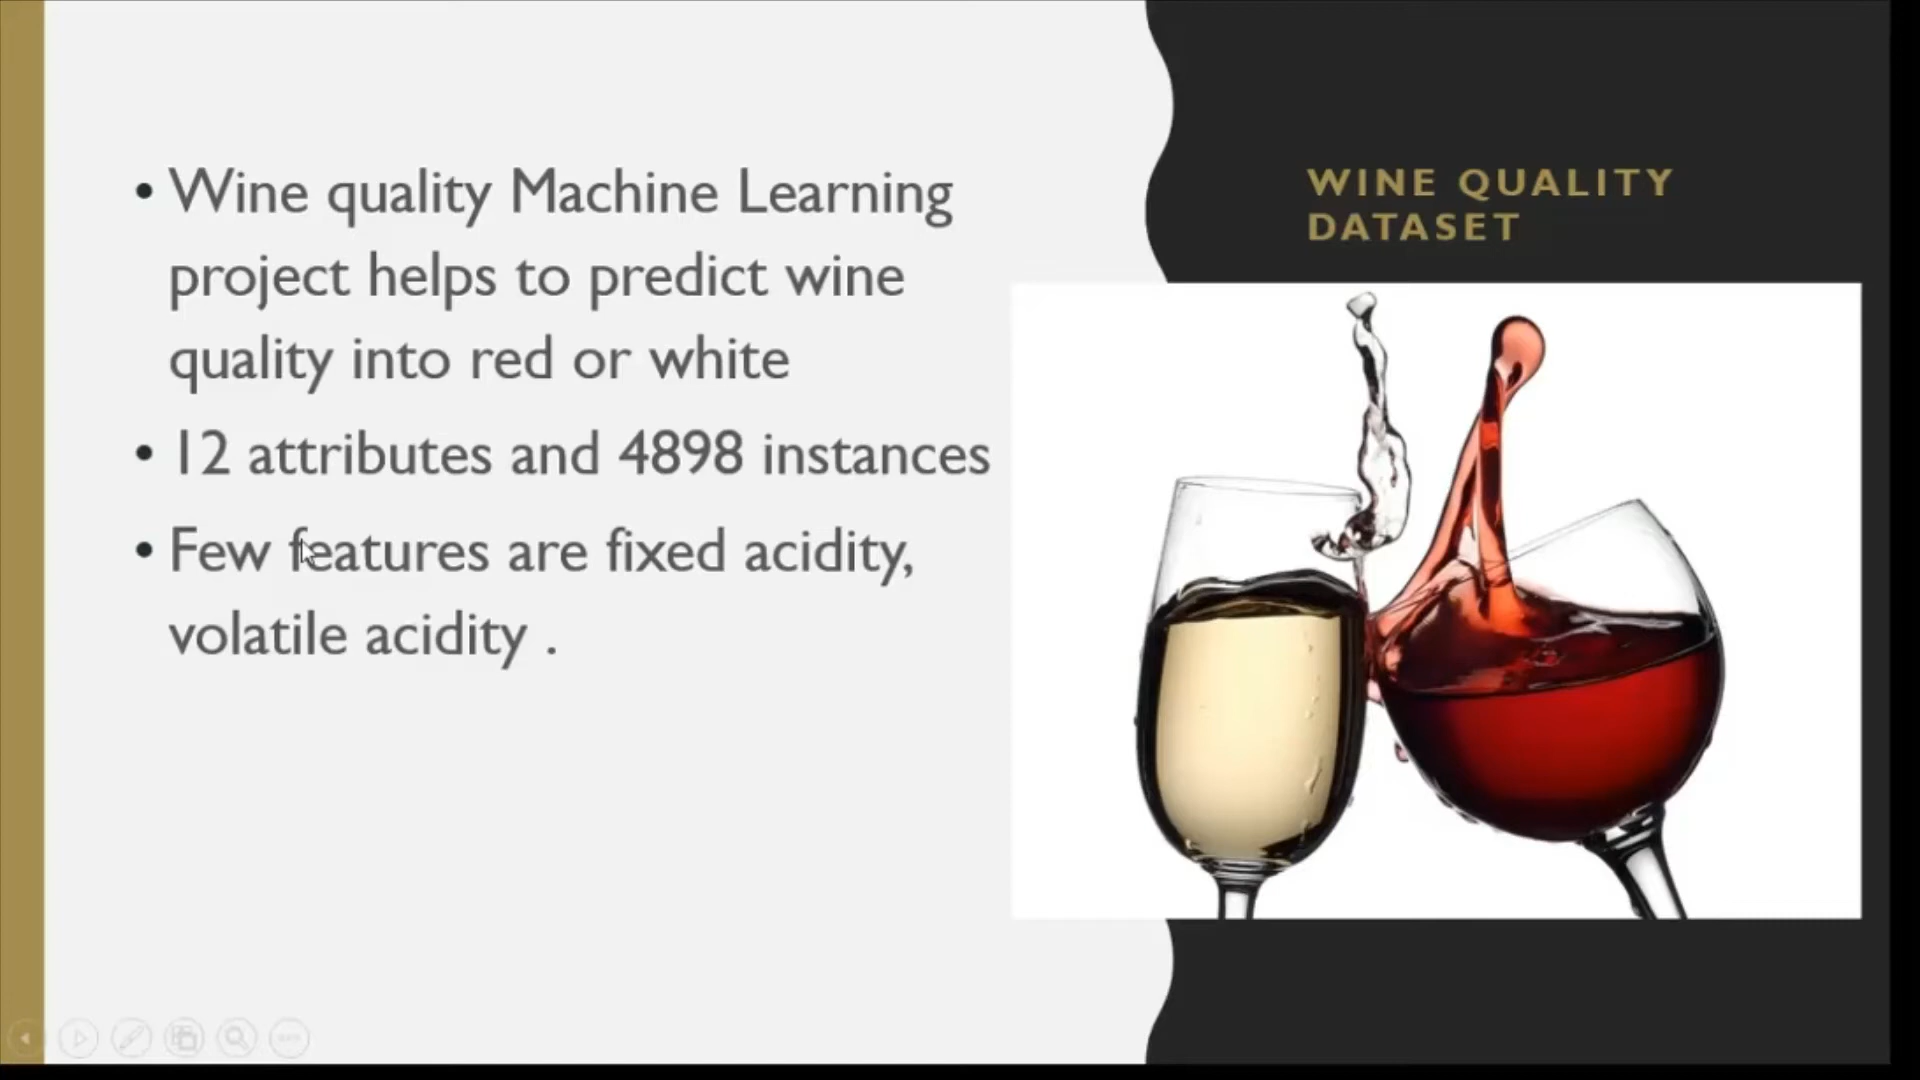 • Wine quality Machine Learning
project helps to predict wine
quality into red or white
• 12 attributes and 4898 instances
• Few features are fixed acidity,
volatile acidity .
WINE QUALITY
DATASET